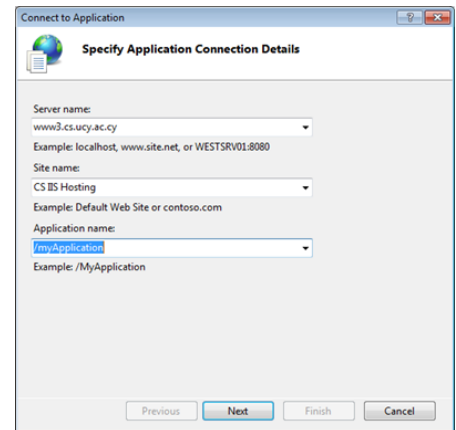 Connect to Application
Specify Application Connection Details
Server name:
www3.cs.ucy.ac.cy
Example: localhost, www.site.net, or WESTSRV01:8080
Site name:
CS IIS Hosting
Example: Default Web Site or contoso.com
Application name:
/myApplication
Example: /MyApplication
Previous Next Finish Cancel